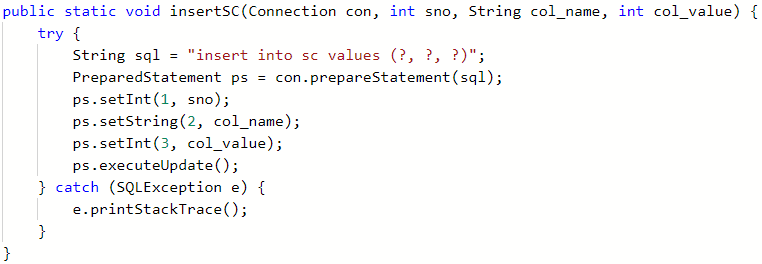 public static void insertSC(Connection con, int sno, String col_name, int col_value) {
    try {
        String sql = "insert into sc values (?, ?, ?)";
        PreparedStatement ps = con.prepareStatement(sql);
        ps.setInt(1, sno);
        ps.setString(2, col_name);
        ps.setInt(3, col_value);
        ps.executeUpdate();
    } catch (SQLException e) {
        e.printStackTrace();
    }
}